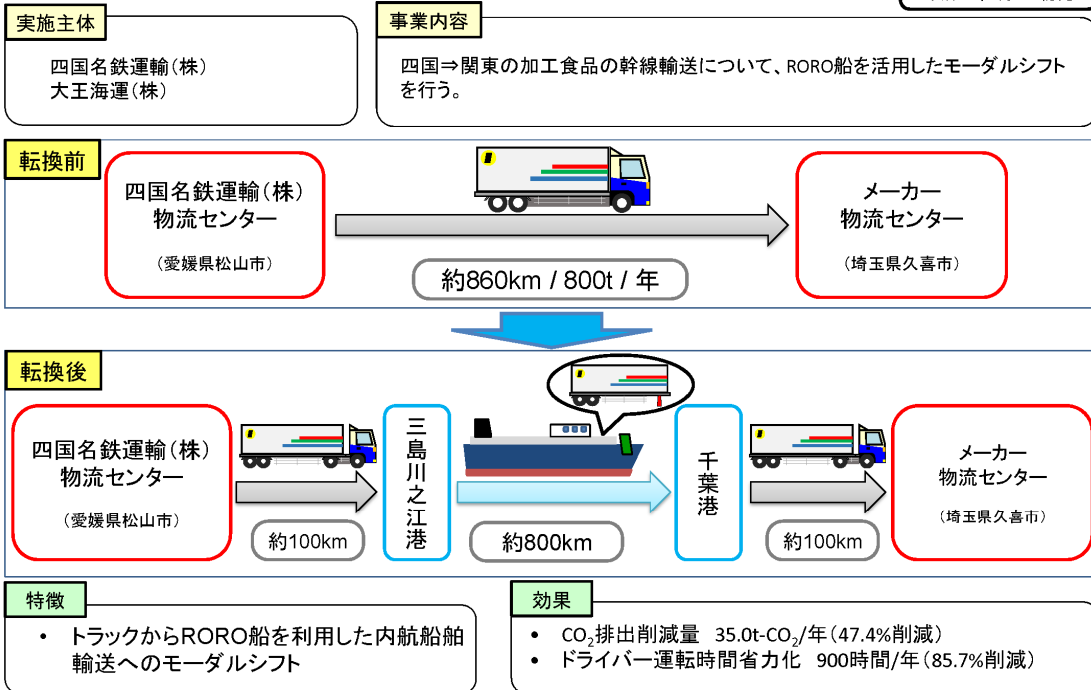 実施主体
四国名鉄運輸(株)
大王海運(株)
事業内容
四国⇒関東の加工食品の幹線輸送について、RORO船を活用したモーダルシフト
を行う。
転換前
四国名鉄運輸(株)
物流センター
(愛媛県松山市)
約860km / 800t / 年
メーカー
物流センター
(埼玉県久喜市)
転換後
四国名鉄運輸(株)
物流センター
(愛媛県松山市)
約100km
三島川之江港
約800km
千葉港
約100km
メーカー
物流センター
(埼玉県久喜市)
特徴
• トラックからRORO船を利用した内航船舶
輸送へのモーダルシフト
効果
• CO₂排出削減量 35.0t-CO₂/年(47.4%削減)
• ドライバー運転時間省力化 900時間/年(85.7%削減)